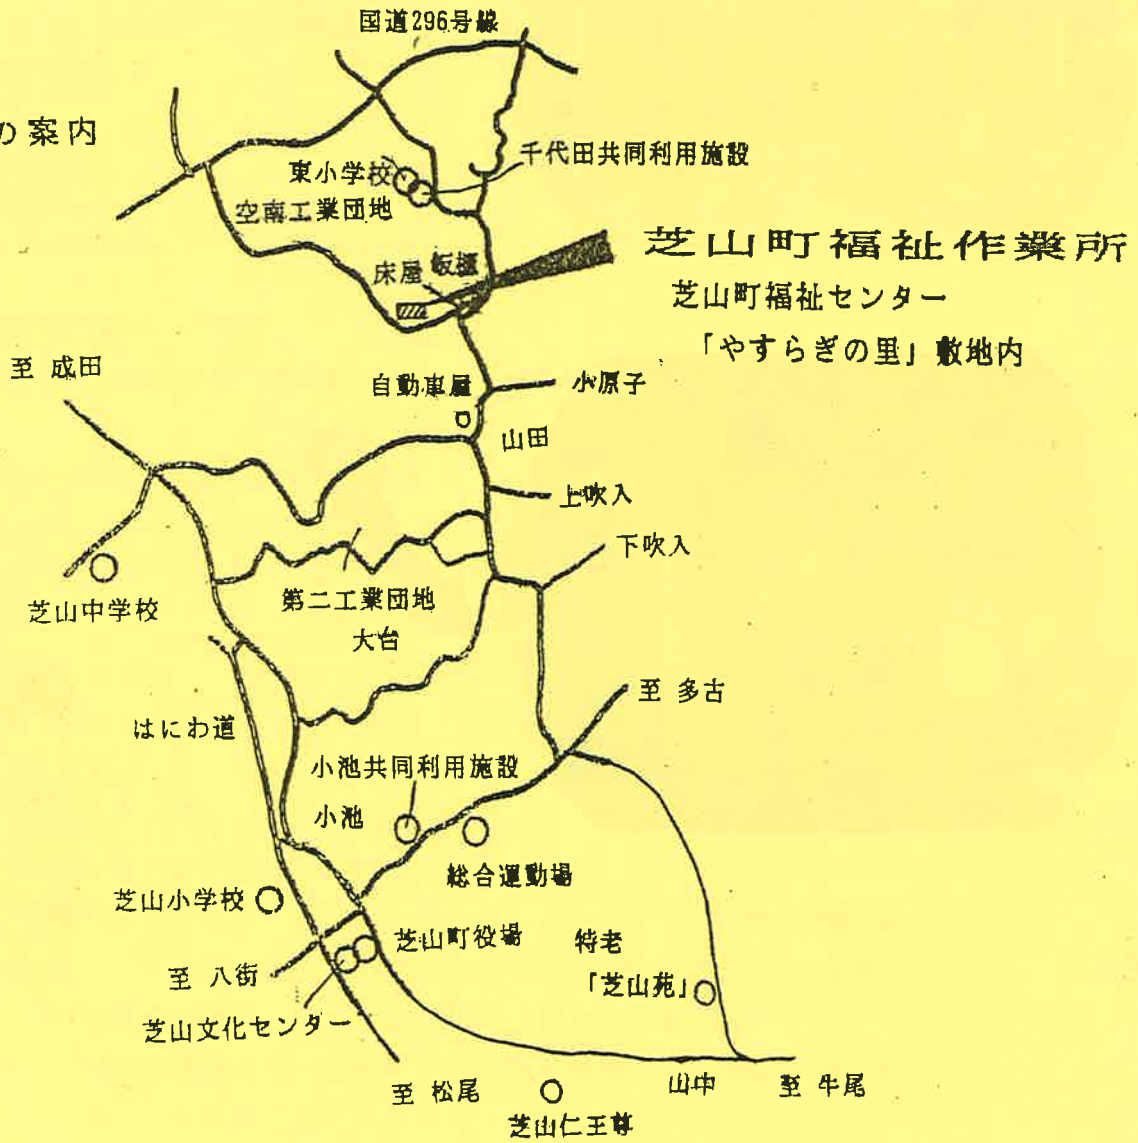 国道296号線
の案内
千代田共同利用施設
東小学校
空南工業団地
芝山町福祉作業所
床屋 飯櫃
芝山町福祉センター
「やすらぎの里」敷地内
至 成田
自動車屋
小原子
山田
上吹入
下吹入
芝山中学校
第二工業団地
大台
至 多古
はにわ道
小池共同利用施設
小池
総合運動場
芝山小学校
芝山町役場
特老
至 八街
「芝山苑」
芝山文化センター
至 松尾
山中
至 牛尾
芝山仁王尊